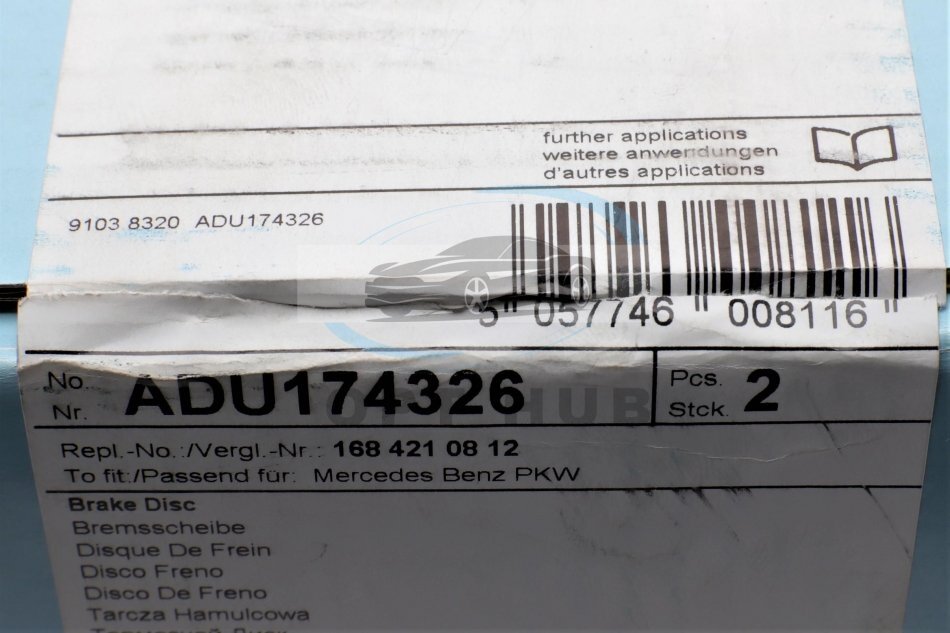 further applications
weitere anwendungen
d'autres applications
9103 8320 ADU174326
5" 057746 "008116"
No.
Nr.
ADU174326
Pcs.
Stck.
2
Repl.-No.:/Vergl.-Nr.: 168 421 08 12
To fit:/Passend für: Mercedes Benz PKW
Brake Disc
Bremsscheibe
Disque De Frein
Disco Freno
Disco De Freno
Tarcza Hamulcowa